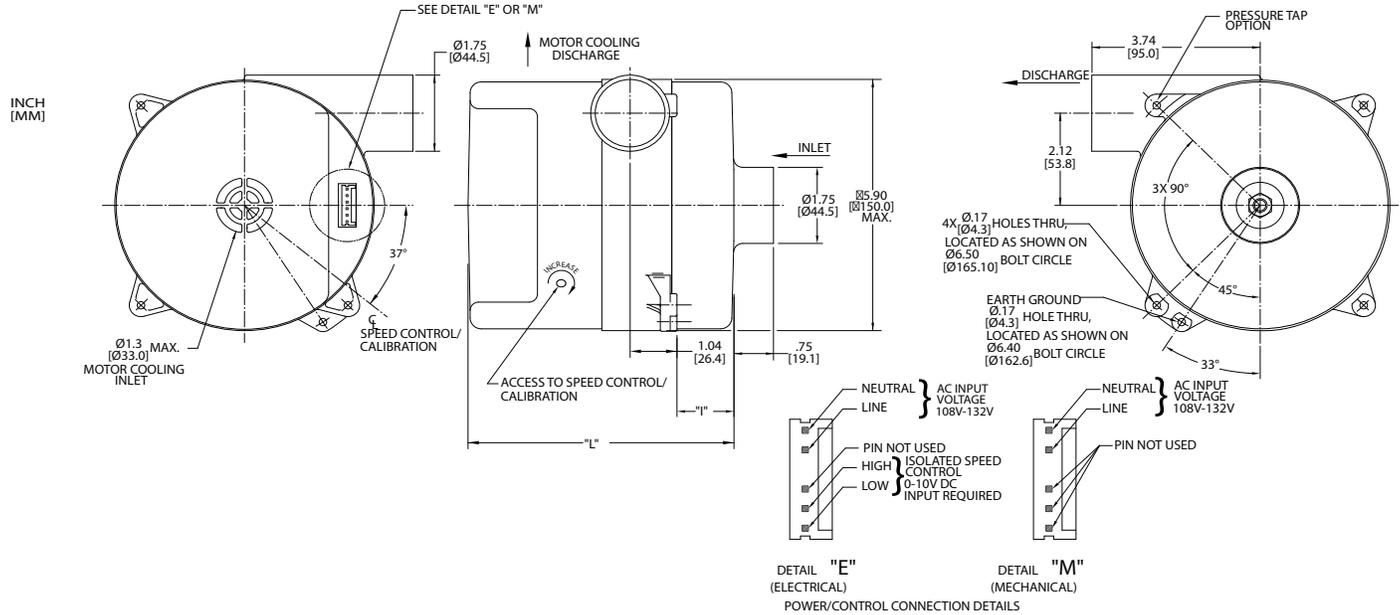 SEE DETAIL "E" OR "M"
INCH
[MM]
Ø1.75
[Ø44.5]
MOTOR COOLING
DISCHARGE
37°
℄
SPEED CONTROL/
CALIBRATION
Ø1.3
[Ø33.0] MAX.
MOTOR COOLING
INLET
INCREASE
ACCESS TO SPEED CONTROL/
CALIBRATION
"L"
INLET
Ø1.75
[Ø44.5]
5.90
[150.0]
MAX.
1.04
[26.4]
.75
[19.1]
"I"
PRESSURE TAP
OPTION
3.74
[95.0]
DISCHARGE
2.12
[53.8]
3X 90°
4X Ø.17
[Ø4.3] HOLES THRU,
LOCATED AS SHOWN ON
Ø6.50
[Ø165.10] BOLT CIRCLE
45°
EARTH GROUND
Ø.17
[Ø4.3] HOLE THRU,
LOCATED AS SHOWN ON
Ø6.40
[Ø162.6] BOLT CIRCLE
33°
NEUTRAL
LINE
AC INPUT
VOLTAGE
108V-132V
PIN NOT USED
HIGH
LOW
ISOLATED SPEED
CONTROL
0-10V DC
INPUT REQUIRED
DETAIL "E"
(ELECTRICAL)
NEUTRAL
LINE
AC INPUT
VOLTAGE
108V-132V
PIN NOT USED
DETAIL "M"
(MECHANICAL)
POWER/CONTROL CONNECTION DETAILS